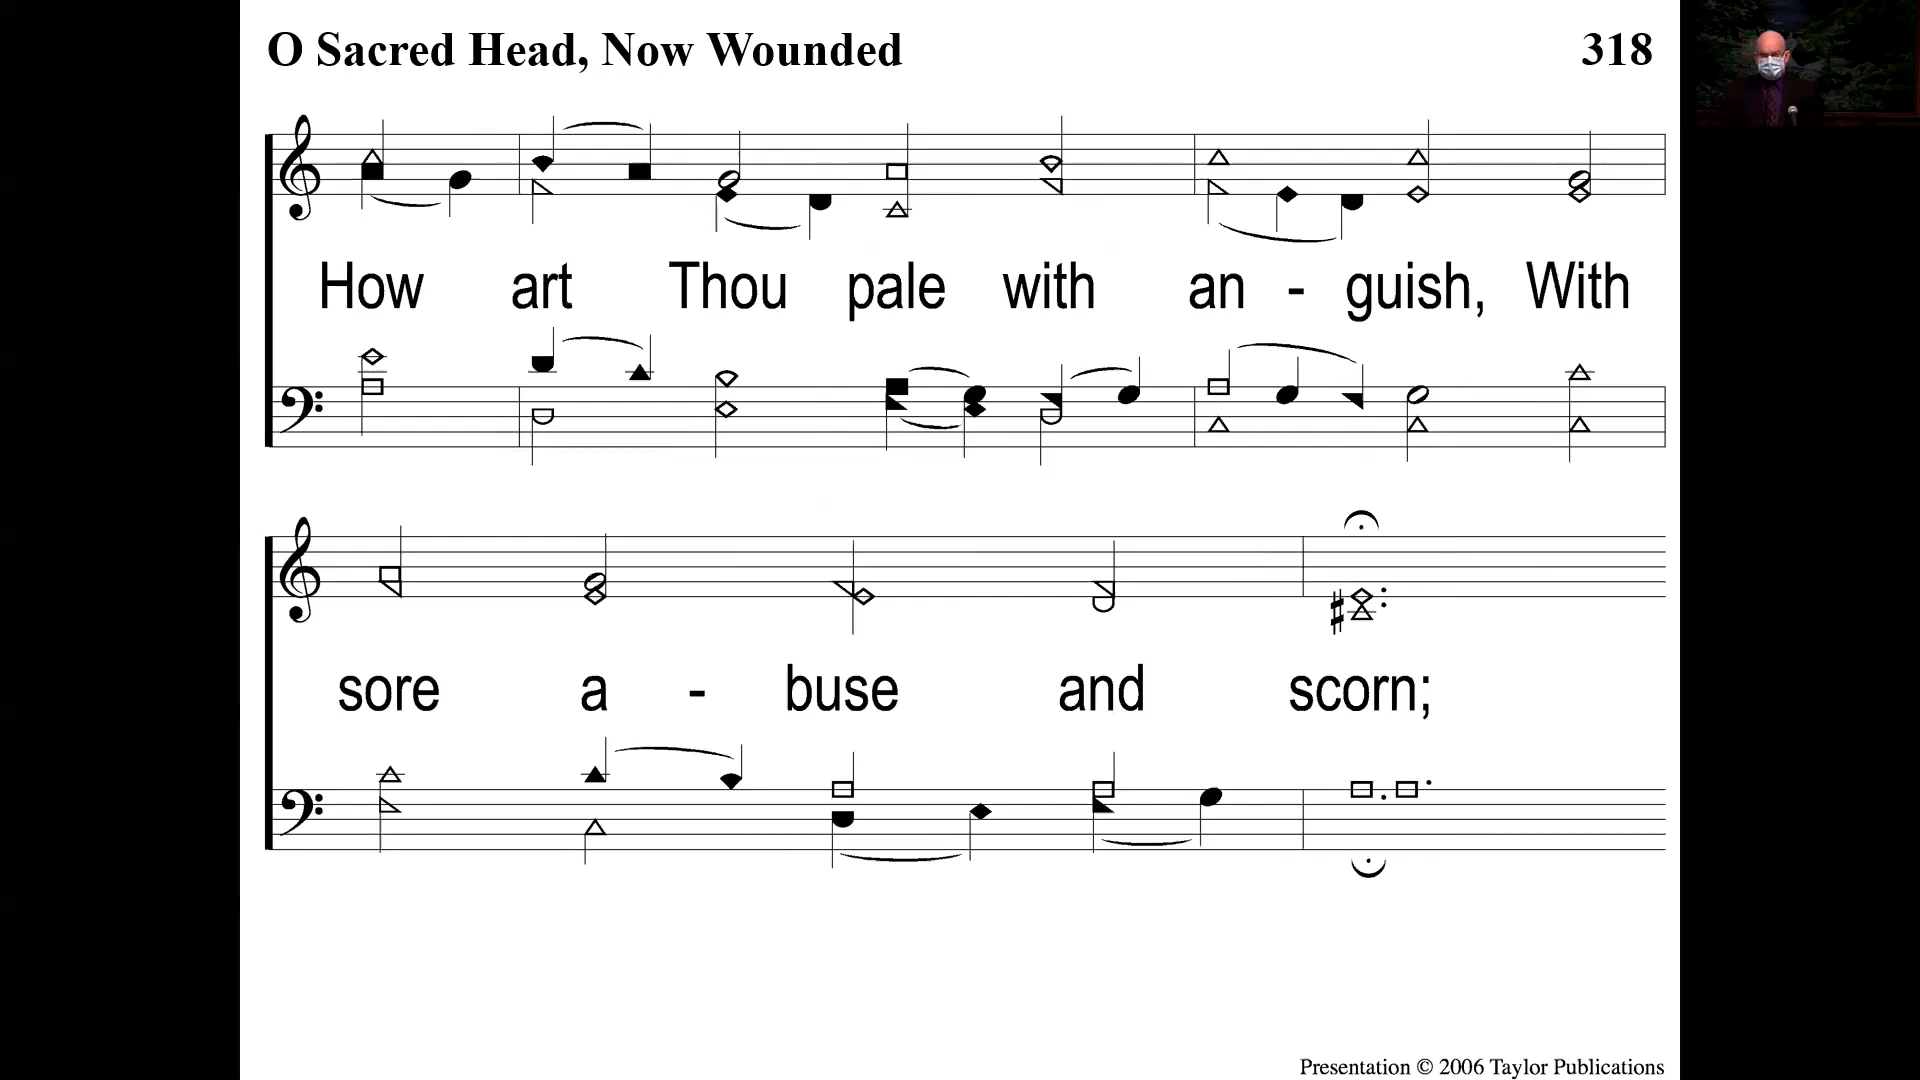 O Sacred Head, Now Wounded 318
How art Thou pale with an - guish, With
sore a - buse and scorn;
Presentation © 2006 Taylor Publications